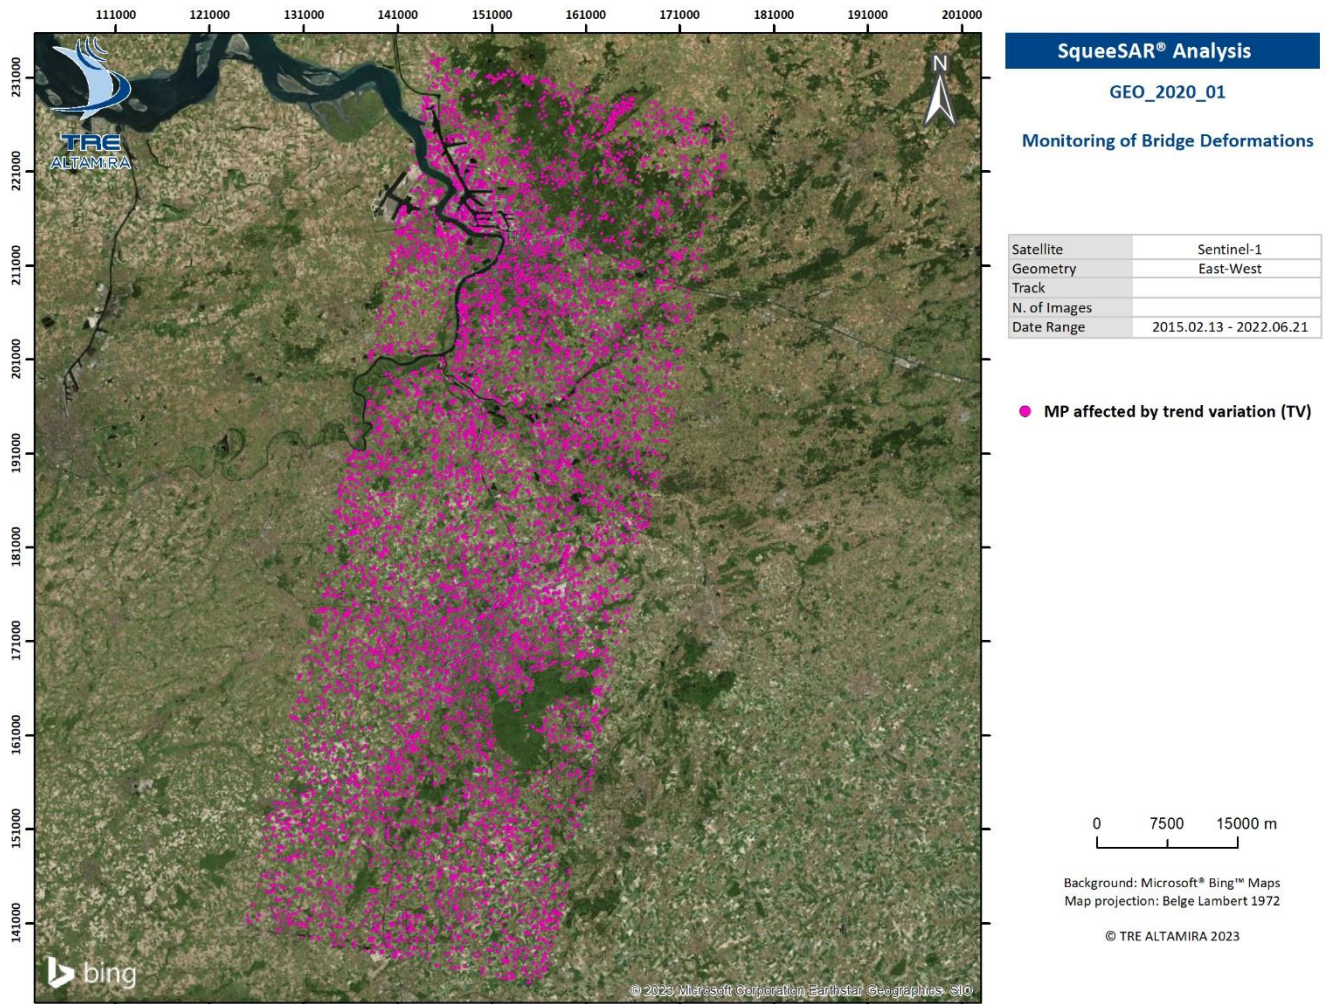 111000 121000 131000 141000 151000 161000 171000 181000 191000 201000
231000
221000
211000
201000
191000
181000
171000
161000
151000
141000
TRE
ALTAMIRA
N
bing
© 2023 Microsoft Corporation Earthstar Geographics SIO
SqueeSAR® Analysis
GEO_2020_01
Monitoring of Bridge Deformations
Satellite Sentinel-1
Geometry East-West
Track
N. of Images
Date Range 2015.02.13 - 2022.06.21
MP affected by trend variation (TV)
0 7500 15000 m
Background: Microsoft® Bing™ Maps
Map projection: Belge Lambert 1972
© TRE ALTAMIRA 2023